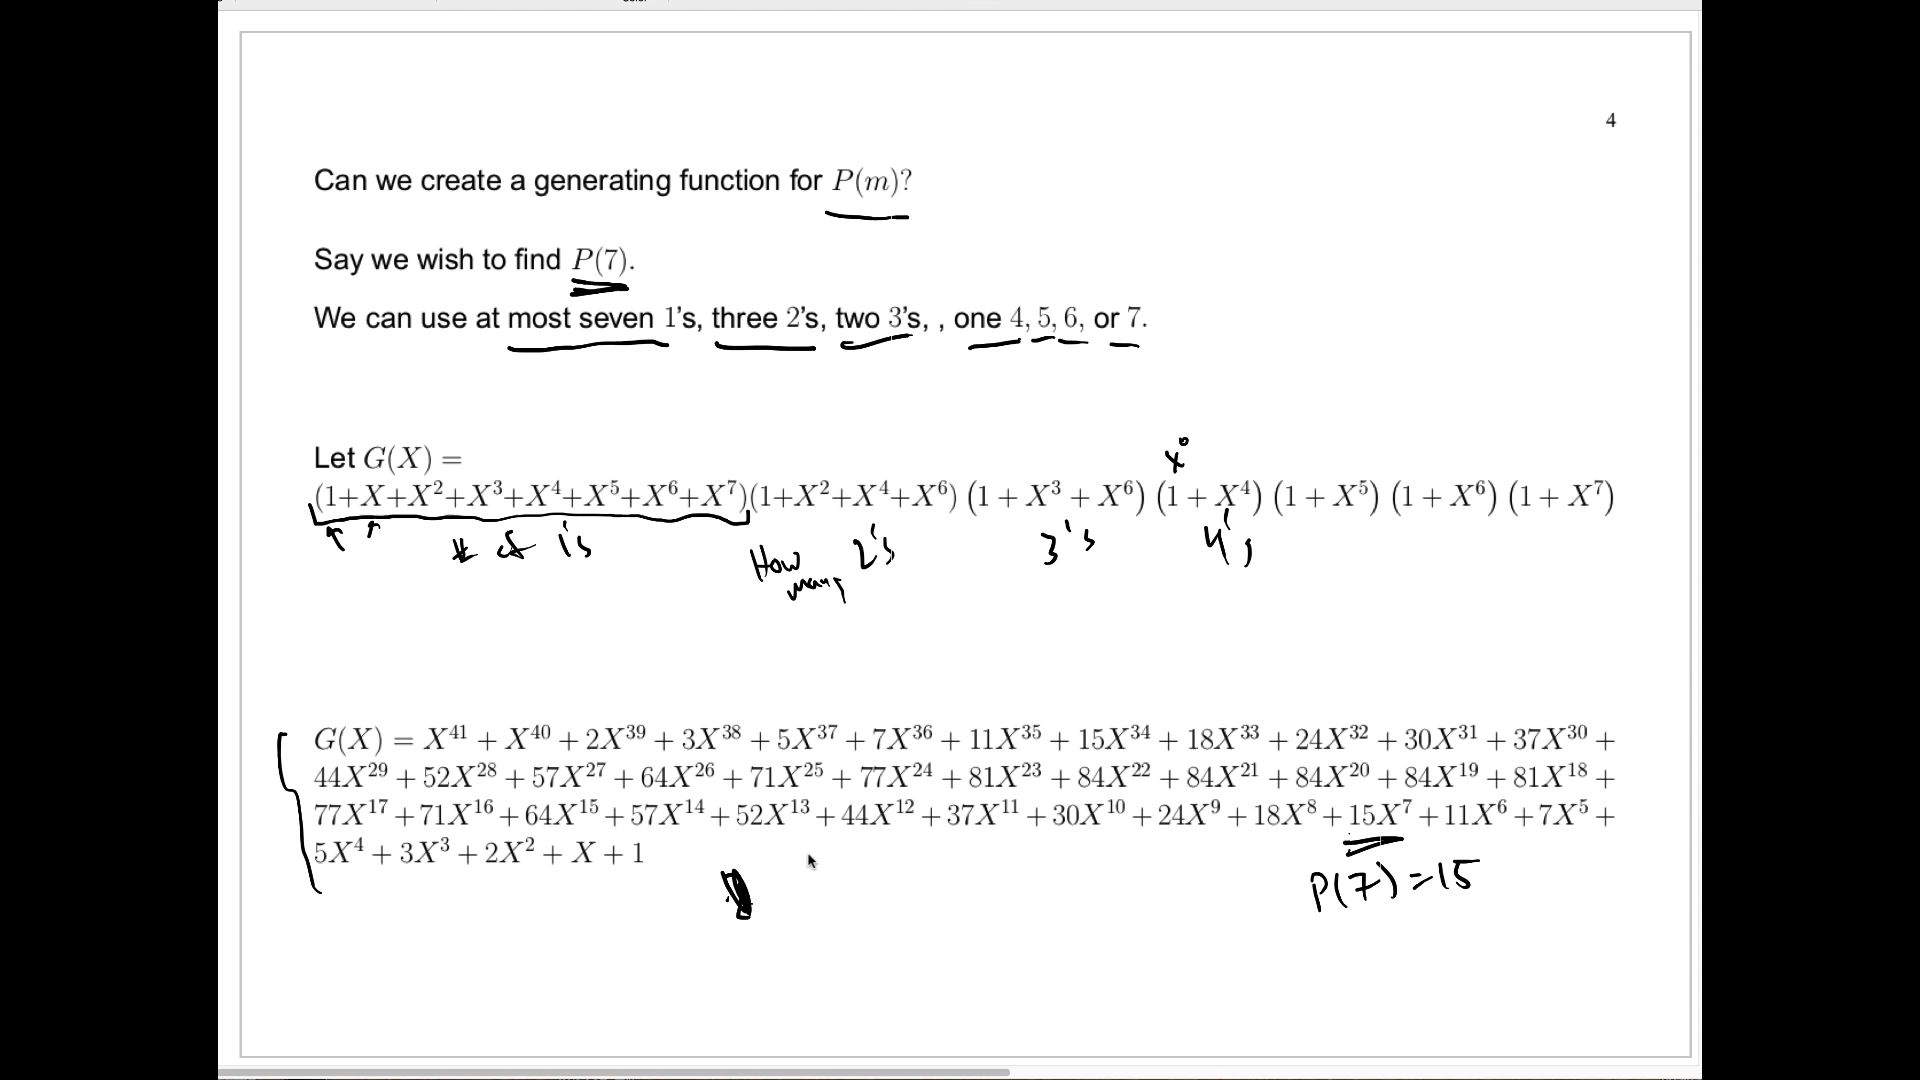 4
Can we create a generating function for P(m)?
Say we wish to find P(7).
We can use at most seven 1’s, three 2’s, two 3’s, , one 4, 5, 6, or 7.
X⁰
Let G(X) =
(1+X+X²+X³+X⁴+X⁵+X⁶+X⁷)(1+X²+X⁴+X⁶) (1 + X³ + X⁶) (1 + X⁴) (1 + X⁵) (1 + X⁶) (1 + X⁷)
# of 1's How many 2's 3's 4's
G(X) = X⁴¹ + X⁴⁰ + 2X³⁹ + 3X³⁸ + 5X³⁷ + 7X³⁶ + 11X³⁵ + 15X³⁴ + 18X³³ + 24X³² + 30X³¹ + 37X³⁰ +
44X²⁹ + 52X²⁸ + 57X²⁷ + 64X²⁶ + 71X²⁵ + 77X²⁴ + 81X²³ + 84X²² + 84X²¹ + 84X²⁰ + 84X¹⁹ + 81X¹⁸ +
77X¹⁷ + 71X¹⁶ + 64X¹⁵ + 57X¹⁴ + 52X¹³ + 44X¹² + 37X¹¹ + 30X¹⁰ + 24X⁹ + 18X⁸ + 15X⁷ + 11X⁶ + 7X⁵ +
5X⁴ + 3X³ + 2X² + X + 1
P(7) = 15